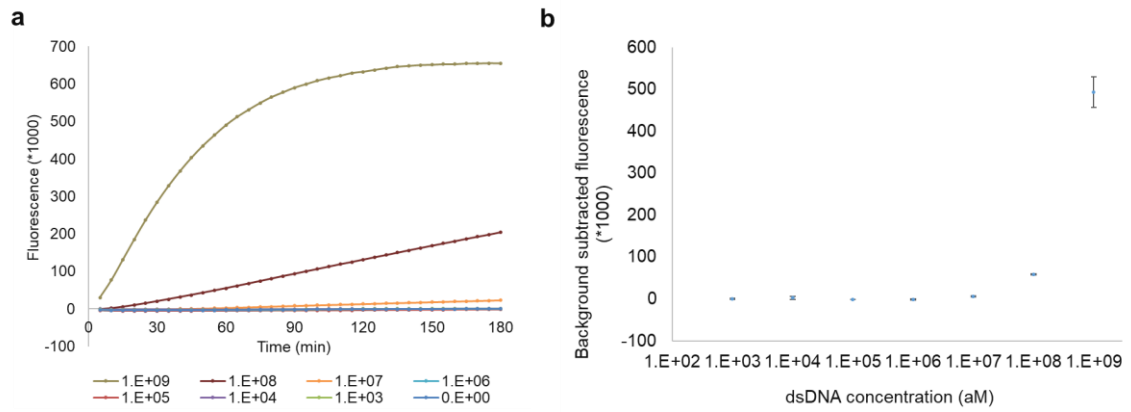 a
700
600
500
400
300
200
100
0
-100
Fluorescence (*1000)
0 30 60 90 120 150 180
Time (min)
1.E+09 1.E+08 1.E+07 1.E+06
1.E+05 1.E+04 1.E+03 0.E+00
b
600
500
400
300
200
100
0
-100
Background subtracted fluorescence
(*1000)
1.E+02 1.E+03 1.E+04 1.E+05 1.E+06 1.E+07 1.E+08 1.E+09
dsDNA concentration (aM)